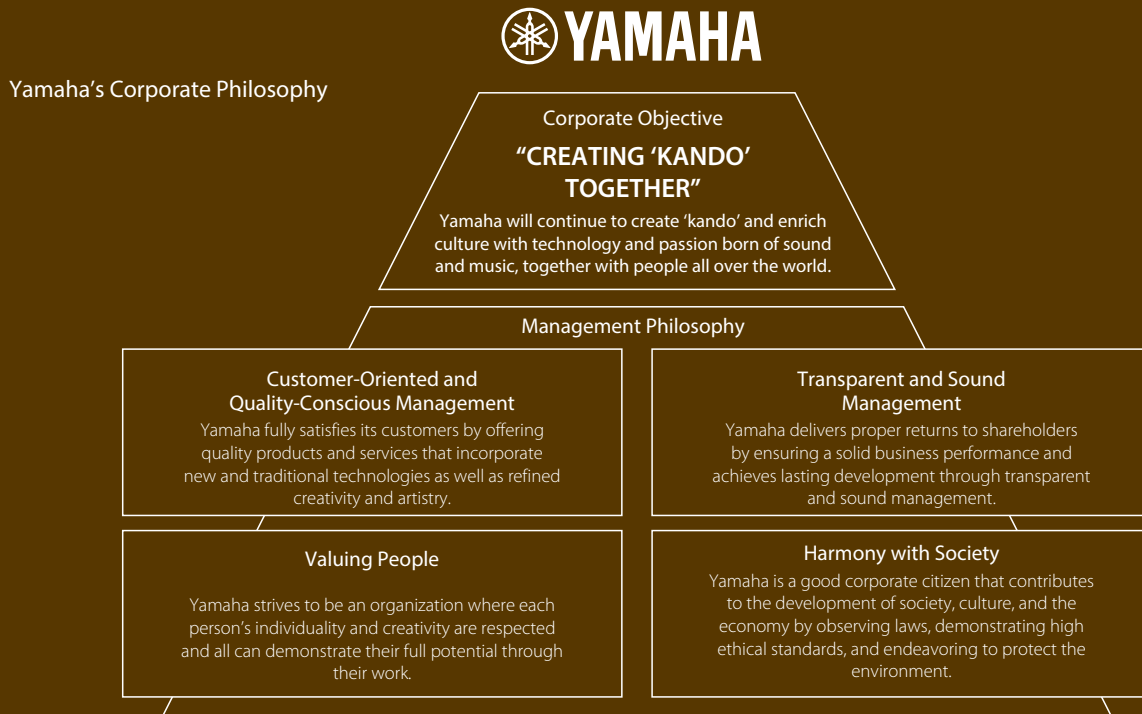 YAMAHA
Yamaha’s Corporate Philosophy
Corporate Objective
“CREATING ‘KANDO’
TOGETHER”
Yamaha will continue to create ‘kando’ and enrich
culture with technology and passion born of sound
and music, together with people all over the world.
Management Philosophy
Customer-Oriented and
Quality-Conscious Management
Yamaha fully satisfies its customers by offering
quality products and services that incorporate
new and traditional technologies as well as refined
creativity and artistry.
Transparent and Sound
Management
Yamaha delivers proper returns to shareholders
by ensuring a solid business performance and
achieves lasting development through transparent
and sound management.
Valuing People
Yamaha strives to be an organization where each
person’s individuality and creativity are respected
and all can demonstrate their full potential through
their work.
Harmony with Society
Yamaha is a good corporate citizen that contributes
to the development of society, culture, and the
economy by observing laws, demonstrating high
ethical standards, and endeavoring to protect the
environment.